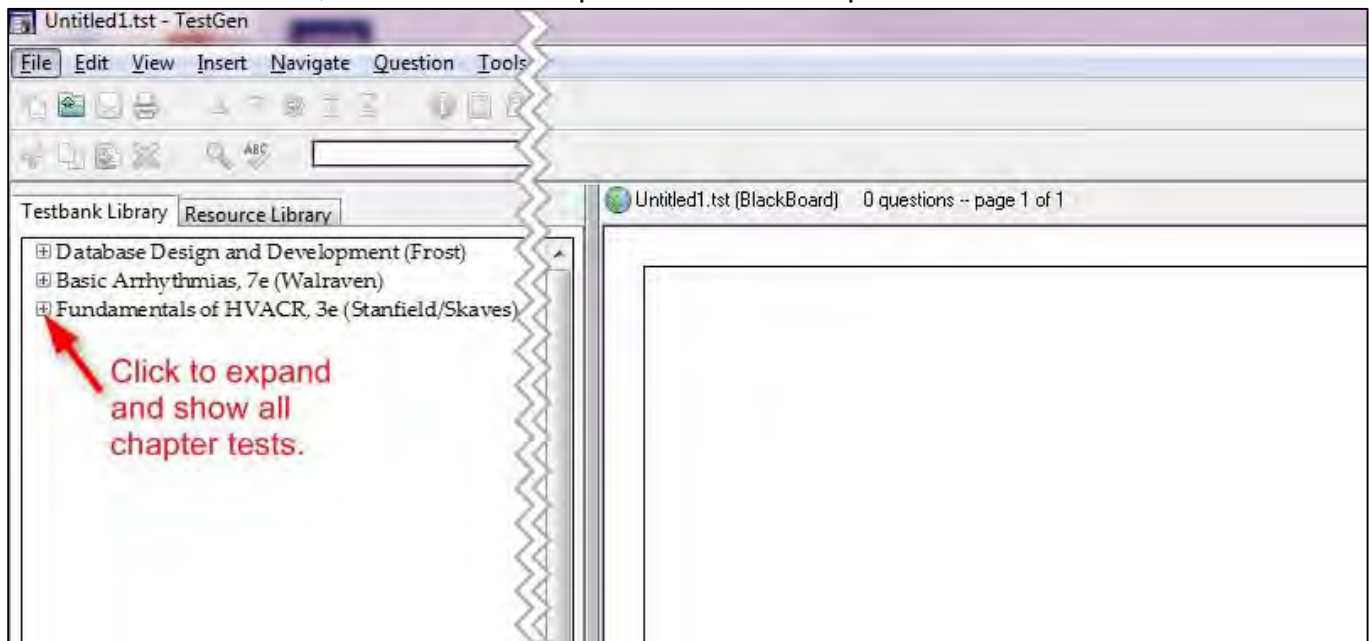 Untitled1.tst - TestGen
File Edit View Insert Navigate Question Tools
ABC
Testbank Library Resource Library
Untitled1.tst (BlackBoard) 0 questions -- page 1 of 1
Database Design and Development (Frost)
Basic Arrhythmias, 7e (Walraven)
Fundamentals of HVACR, 3e (Stanfield/Skaves)
Click to expand
and show all
chapter tests.